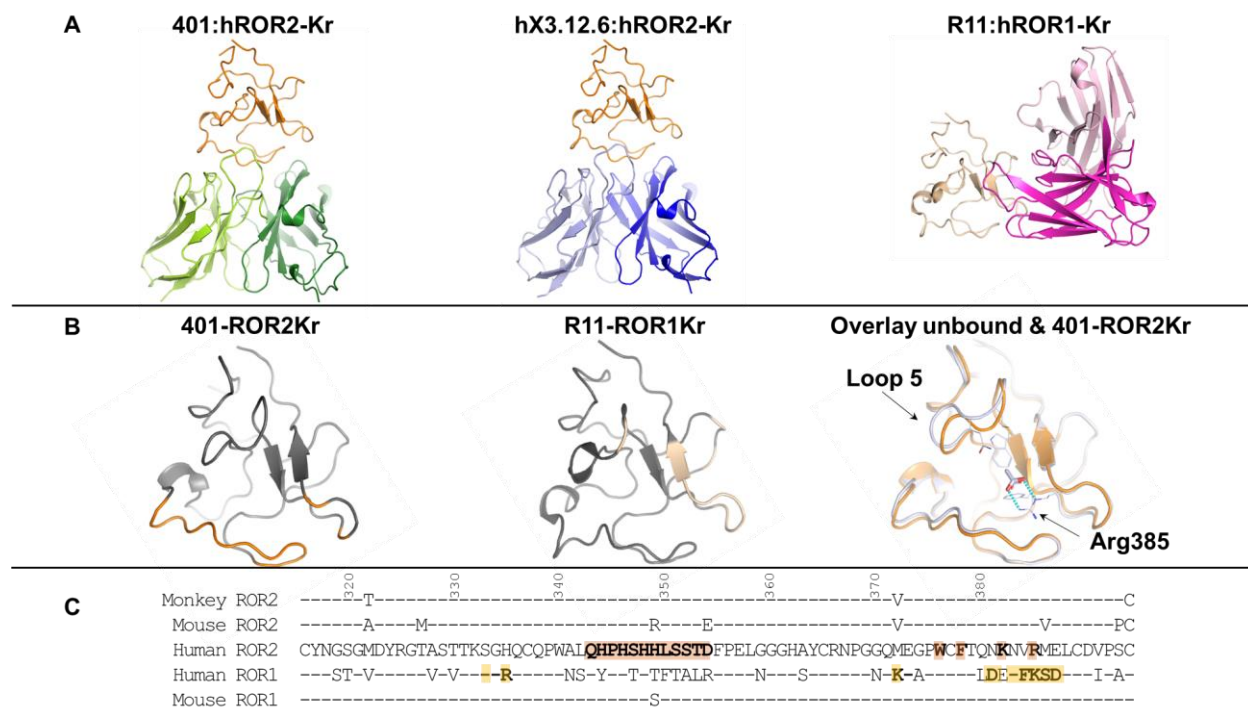 A
401:hROR2-Kr
hX3.12.6:hROR2-Kr
R11:hROR1-Kr
B
401-ROR2Kr
R11-ROR1Kr
Overlay unbound & 401-ROR2Kr
Loop 5
Arg385
C
320 330 340 350 360 370 380
Monkey ROR2 ------T-------------------------------------------------V---------------------C
Mouse ROR2 ------A----M---------------------R----E-----------------V-------------V------PC
Human ROR2 CYNGSGMDYRGTASTTKSGHQCQPWALQHPHSHHLSSTDFPELGGGHAYCRNPGGQMEGPWCFTQNKNVRMELCDVPSC
Human ROR1 ---ST-V-----V-V----R-----NS-Y--T-TFTALR----N--S-------N-K-A-----LDE-FKSD---I-A-
Mouse ROR1 ---------------------------------S---------------------------------------------